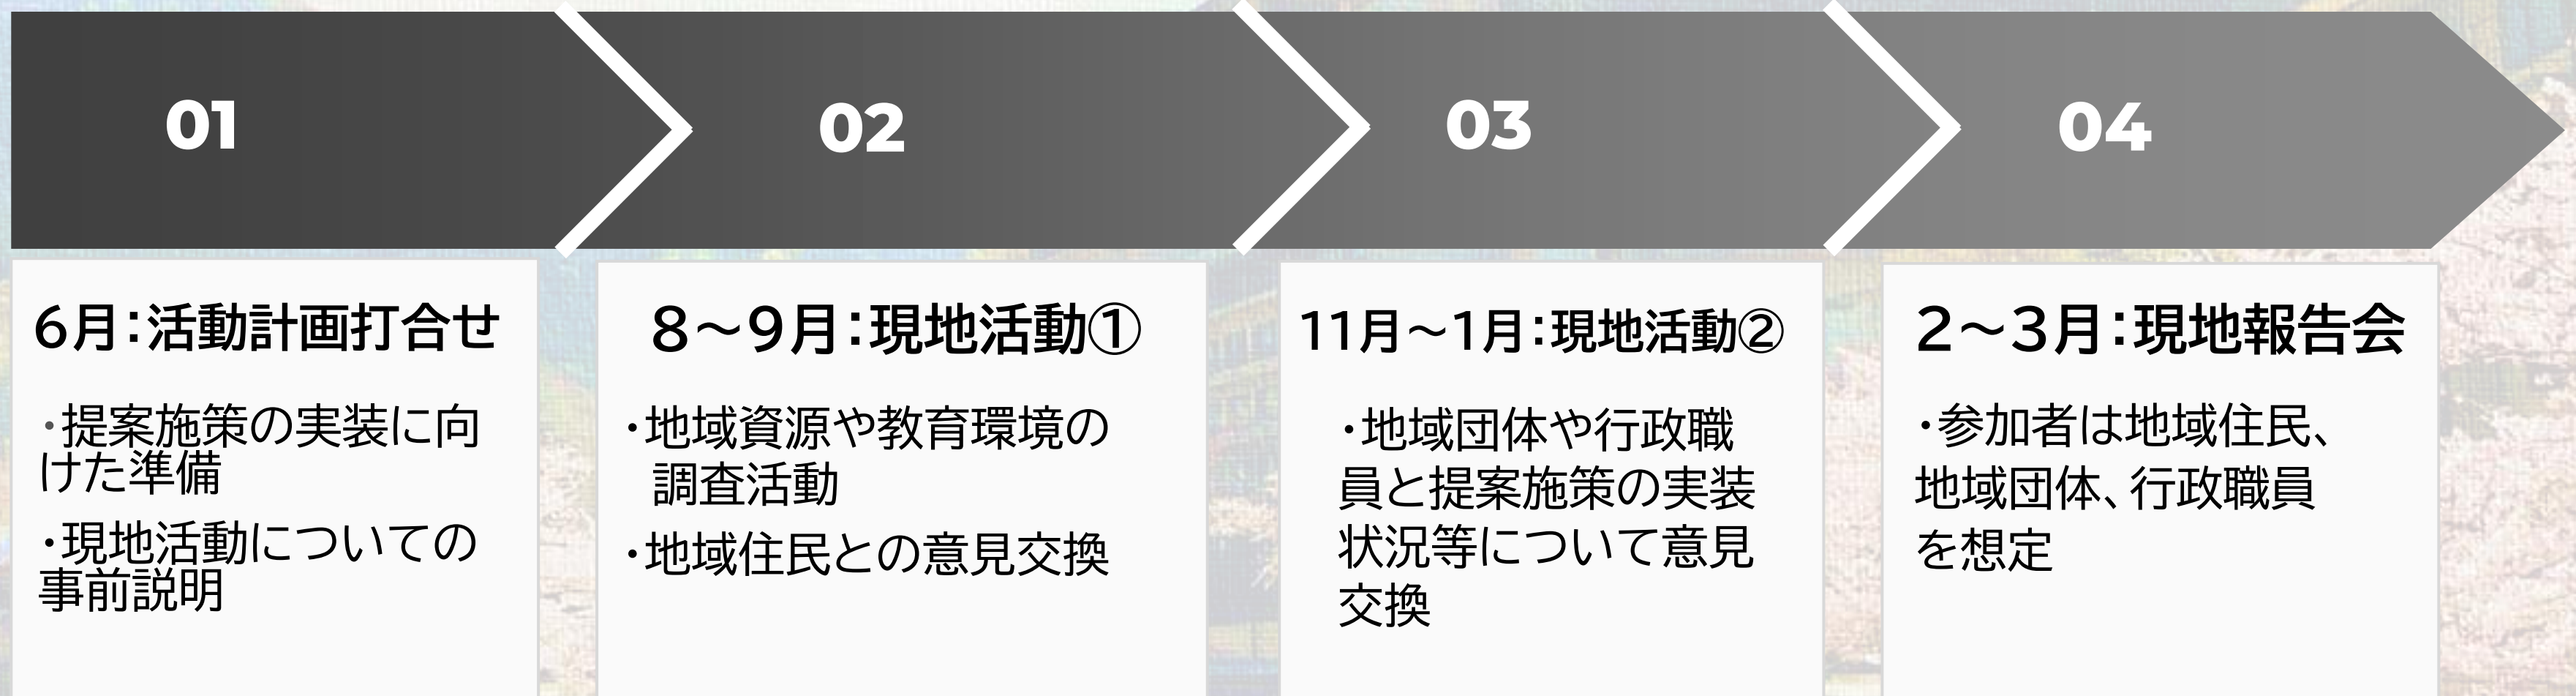 01
02
03
04
6月：活動計画打合せ
・提案施策の実装に向
けた準備
・現地活動についての
事前説明
8～9月：現地活動①
・地域資源や教育環境の
調査活動
・地域住民との意見交換
11月～1月：現地活動②
・地域団体や行政職
員と提案施策の実装
状況等について意見
交換
2～3月：現地報告会
・参加者は地域住民、
地域団体、行政職員
を想定